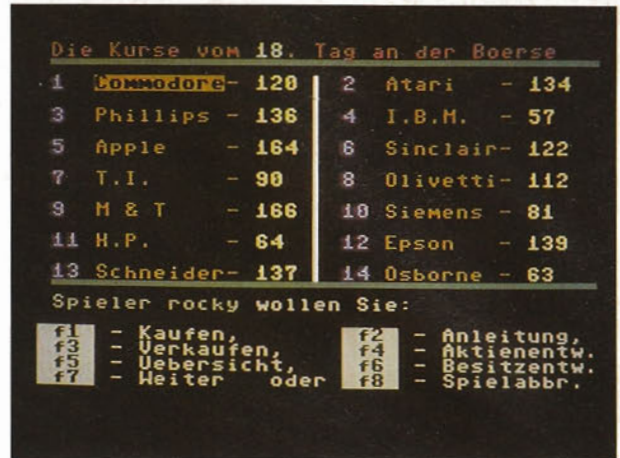 Die Kurse vom 18. Tag an der Boerse
1 Commodore- 120 2 Atari - 134
3 Phillips - 136 4 I.B.M. - 57
5 Apple - 164 6 Sinclair- 122
7 T.I. - 90 8 Olivetti- 112
9 M & T - 166 10 Siemens - 81
11 H.P. - 64 12 Epson - 139
13 Schneider- 137 14 Osborne - 63
Spieler rocky wollen Sie:
f1 - Kaufen, f2 - Anleitung,
f3 - Verkaufen, f4 - Aktienentw.
f5 - Uebersicht, f6 - Besitzentw.
f7 - Weiter oder f8 - Spielabbr.